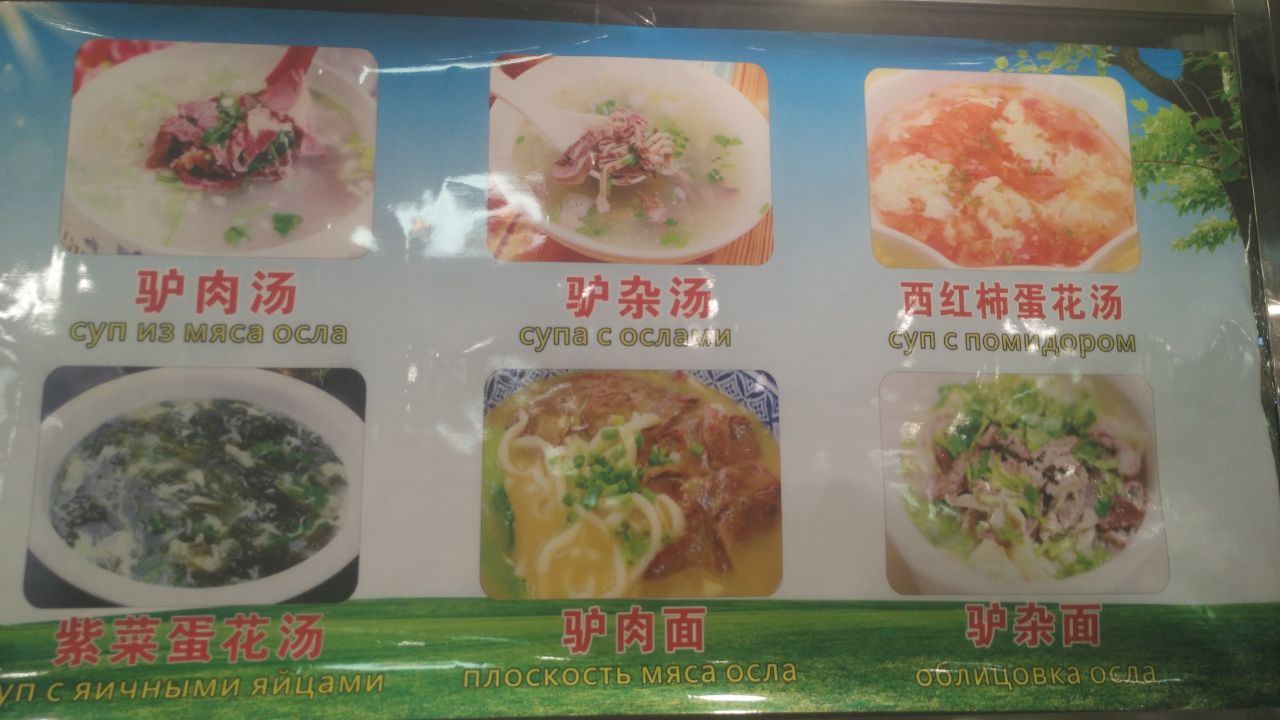 驴肉汤
суп из мяса осла
驴杂汤
супа с ослами
西红柿蛋花汤
суп с помидором
紫菜蛋花汤
уп с яичными яйцами
驴肉面
плоскость мяса осла
驴杂面
облицовка осла